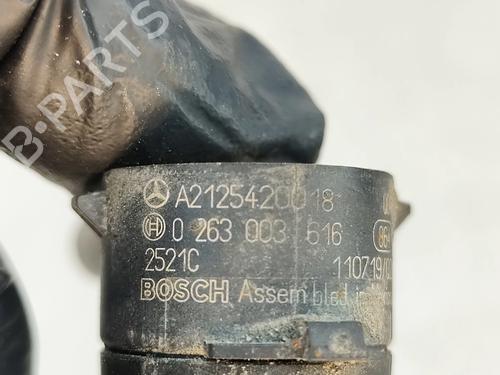 B-PARTS
A2125420018
0 263 003 616
2521C 110719
BOSCH Assembled